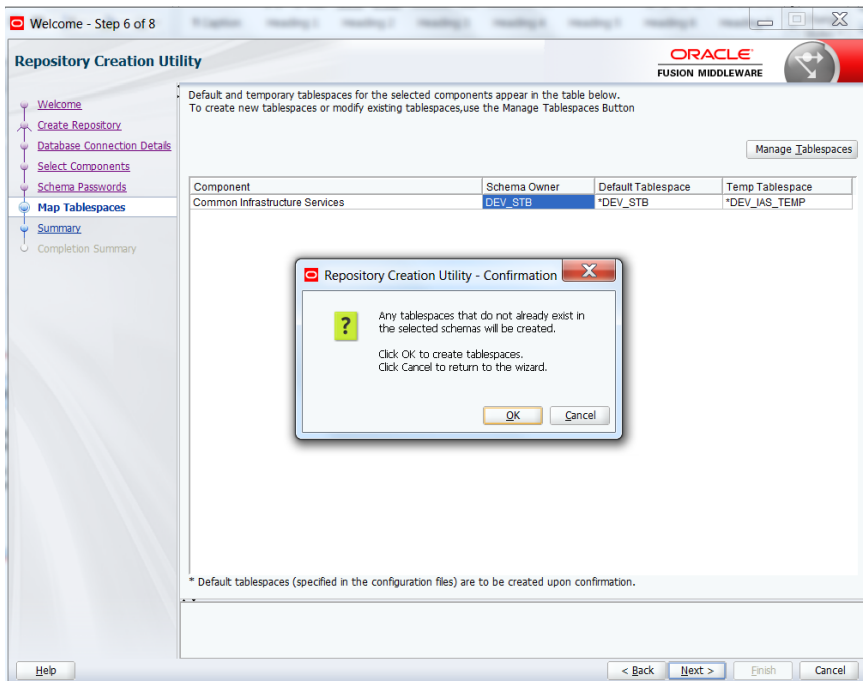 Welcome - Step 6 of 8
Repository Creation Utility
ORACLE
FUSION MIDDLEWARE
Welcome
Create Repository
Database Connection Details
Select Components
Schema Passwords
Map Tablespaces
Summary
Completion Summary
Default and temporary tablespaces for the selected components appear in the table below.
To create new tablespaces or modify existing tablespaces,use the Manage Tablespaces Button
Manage Tablespaces
Component Schema Owner Default Tablespace Temp Tablespace
Common Infrastructure Services DEV_STB *DEV_STB *DEV_IAS_TEMP
Repository Creation Utility - Confirmation
Any tablespaces that do not already exist in
the selected schemas will be created.
Click OK to create tablespaces.
Click Cancel to return to the wizard.
OK Cancel
* Default tablespaces (specified in the configuration files) are to be created upon confirmation.
Help < Back Next > Finish Cancel